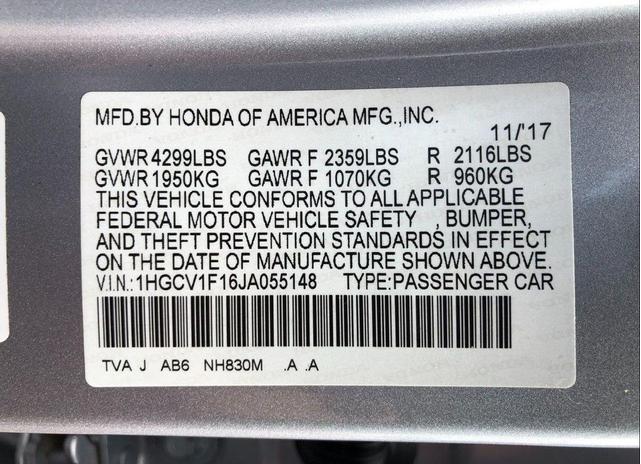 MFD.BY HONDA OF AMERICA MFG.,INC.
11/'17
GVWR 4299LBS GAWR F 2359LBS R 2116LBS
GVWR 1950KG GAWR F 1070KG R 960KG
THIS VEHICLE CONFORMS TO ALL APPLICABLE
FEDERAL MOTOR VEHICLE SAFETY , BUMPER,
AND THEFT PREVENTION STANDARDS IN EFFECT
ON THE DATE OF MANUFACTURE SHOWN ABOVE.
V.I.N.:1HGCV1F16JA055148 TYPE:PASSENGER CAR
TVA J AB6 NH830M .A .A